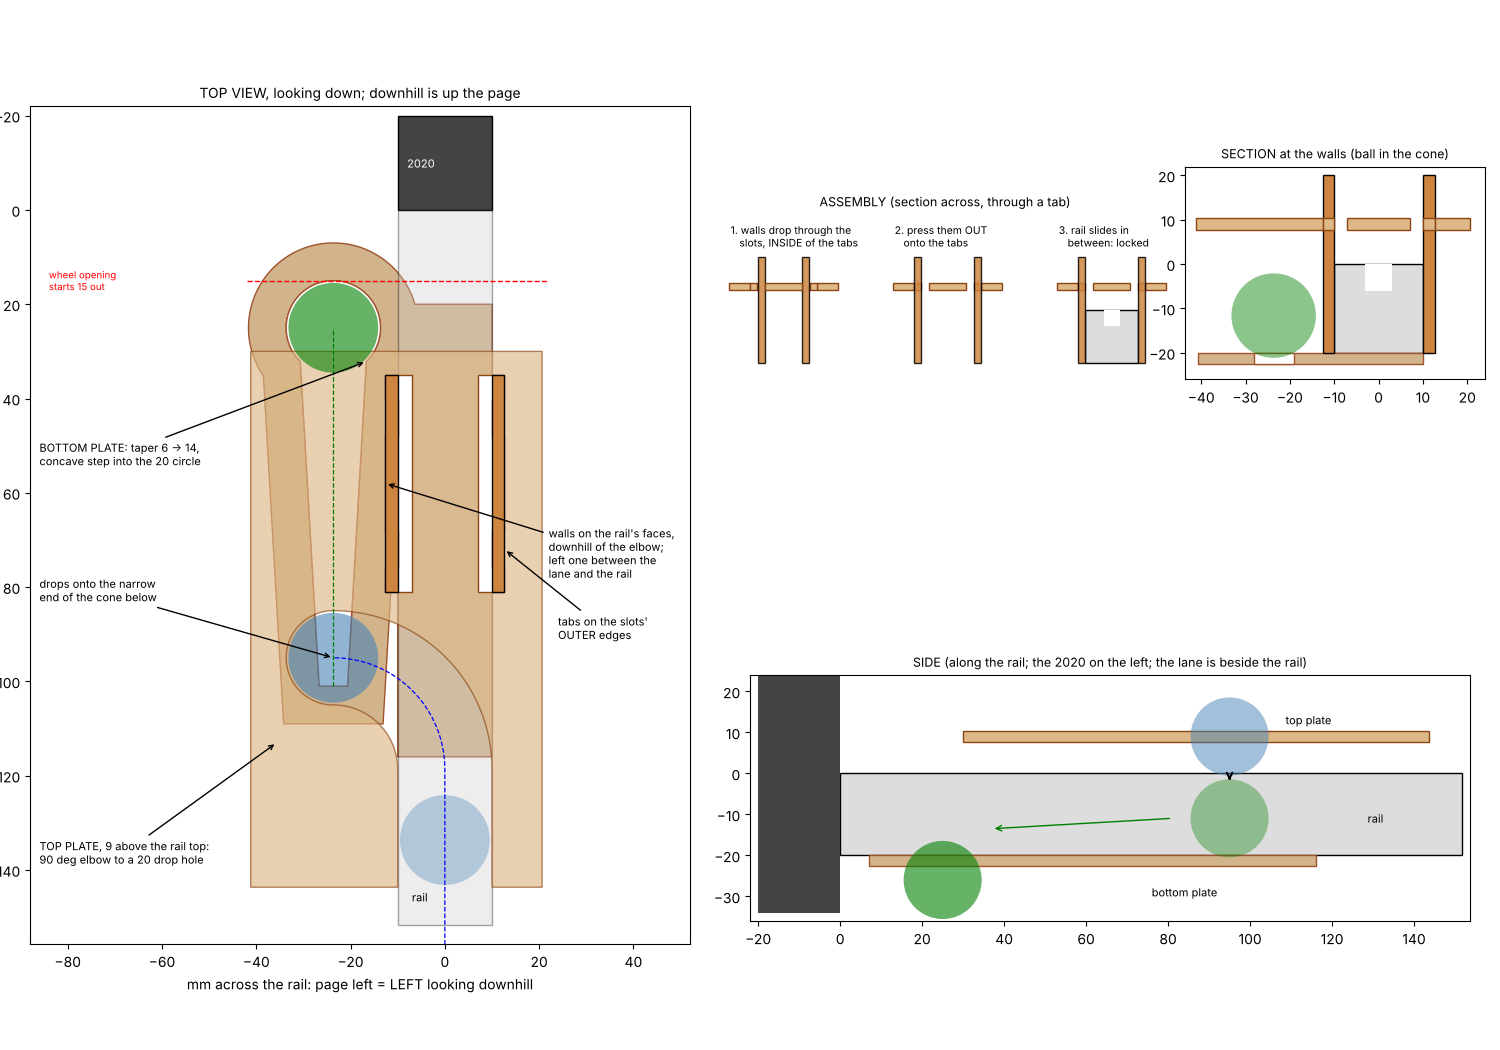 TOP VIEW, looking down; downhill is up the page
−20
0
20
40
60
80
100
120
140
2020
wheel opening
starts 15 out
BOTTOM PLATE: taper 6 → 14,
concave step into the 20 circle
walls on the rail's faces,
downhill of the elbow;
left one between the
lane and the rail
drops onto the narrow
end of the cone below
tabs on the slots'
OUTER edges
TOP PLATE, 9 above the rail top:
90 deg elbow to a 20 drop hole
rail
−80 −60 −40 −20 0 20 40
mm across the rail: page left = LEFT looking downhill
ASSEMBLY (section across, through a tab)
1. walls drop through the
slots, INSIDE of the tabs
2. press them OUT
onto the tabs
3. rail slides in
between: locked
SECTION at the walls (ball in the cone)
20
10
0
−10
−20
−40 −30 −20 −10 0 10 20
SIDE (along the rail; the 2020 on the left; the lane is beside the rail)
20
10
0
−10
−20
−30
top plate
rail
bottom plate
−20 0 20 40 60 80 100 120 140